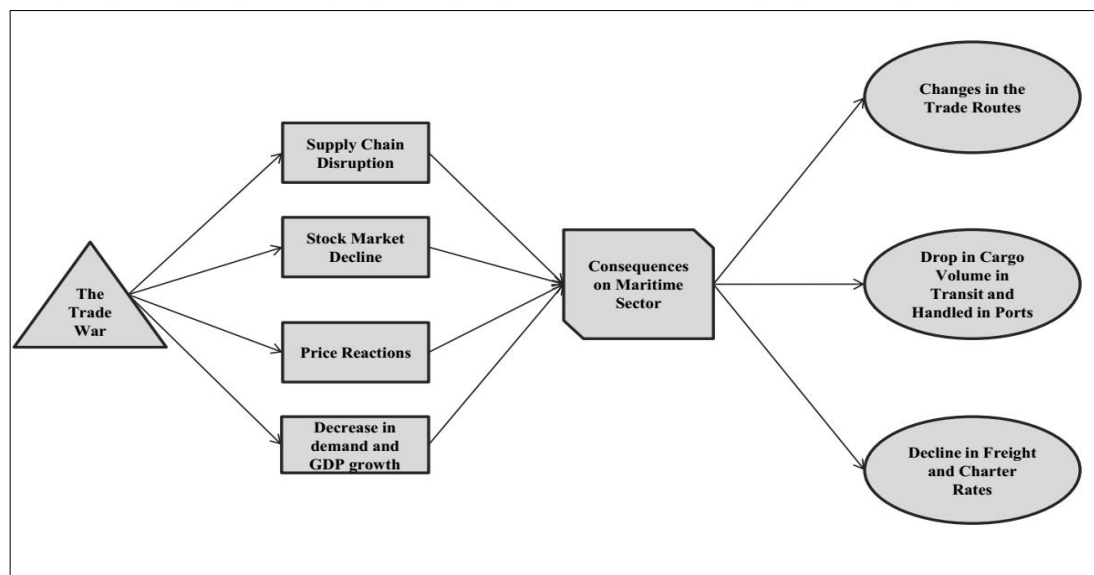 The
Trade
War
Supply Chain
Disruption
Stock Market
Decline
Price Reactions
Decrease in
demand and
GDP growth
Consequences
on Maritime
Sector
Changes in the
Trade Routes
Drop in Cargo
Volume in
Transit and
Handled in Ports
Decline in Freight
and Charter
Rates